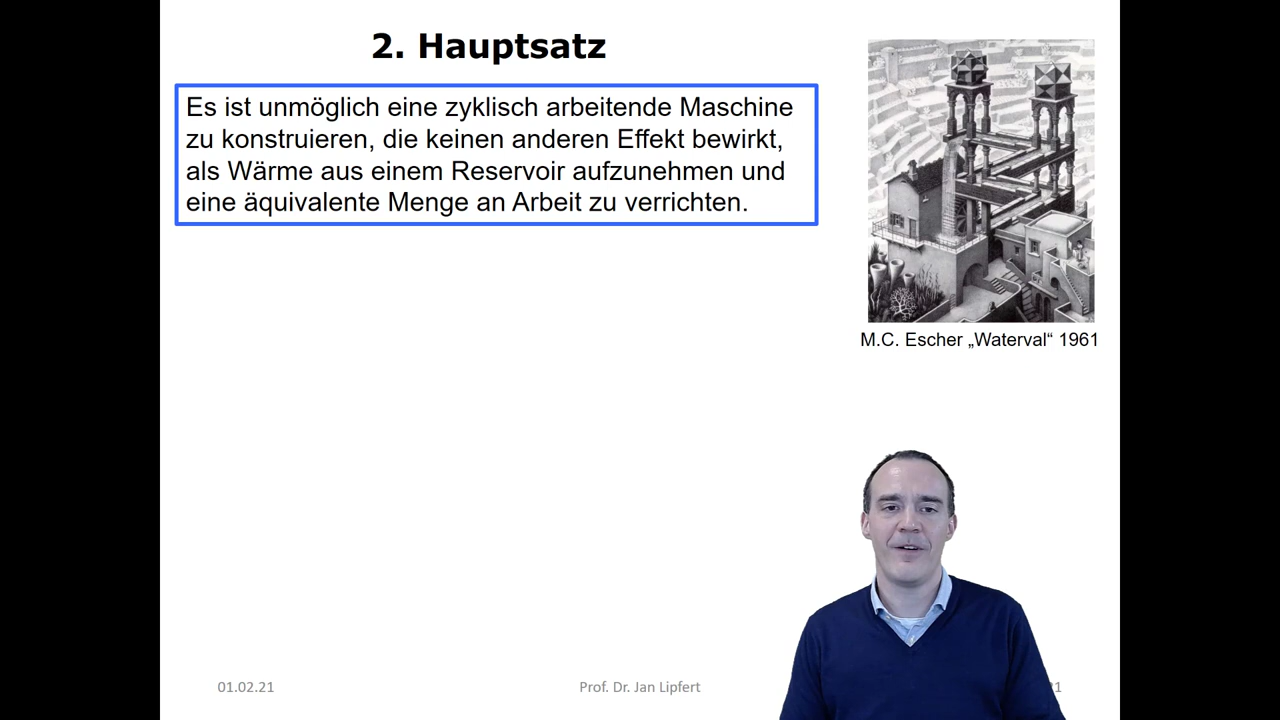 2. Hauptsatz
Es ist unmöglich eine zyklisch arbeitende Maschine
zu konstruieren, die keinen anderen Effekt bewirkt,
als Wärme aus einem Reservoir aufzunehmen und
eine äquivalente Menge an Arbeit zu verrichten.
M.C. Escher „Waterval“ 1961
01.02.21
Prof. Dr. Jan Lipfert